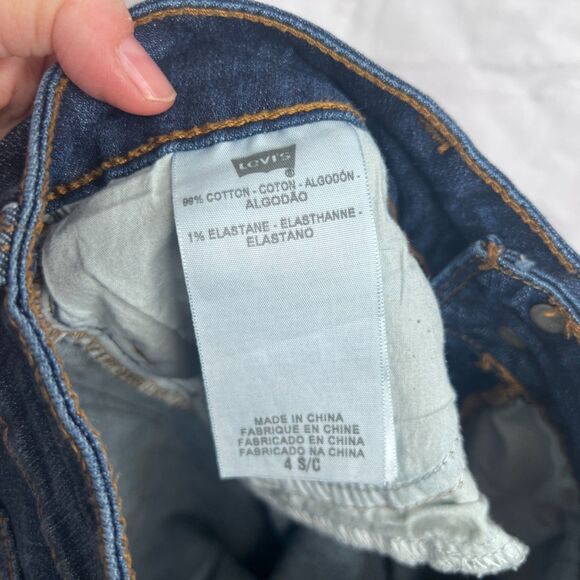 LEVI'S®
99% COTTON - COTON - ALGODÓN -
ALGODÃO
1% ELASTANE - ELASTHANNE -
ELASTANO
MADE IN CHINA
FABRIQUE EN CHINE
FABRICADO EN CHINA
FABRICADO NA CHINA
4 S/C